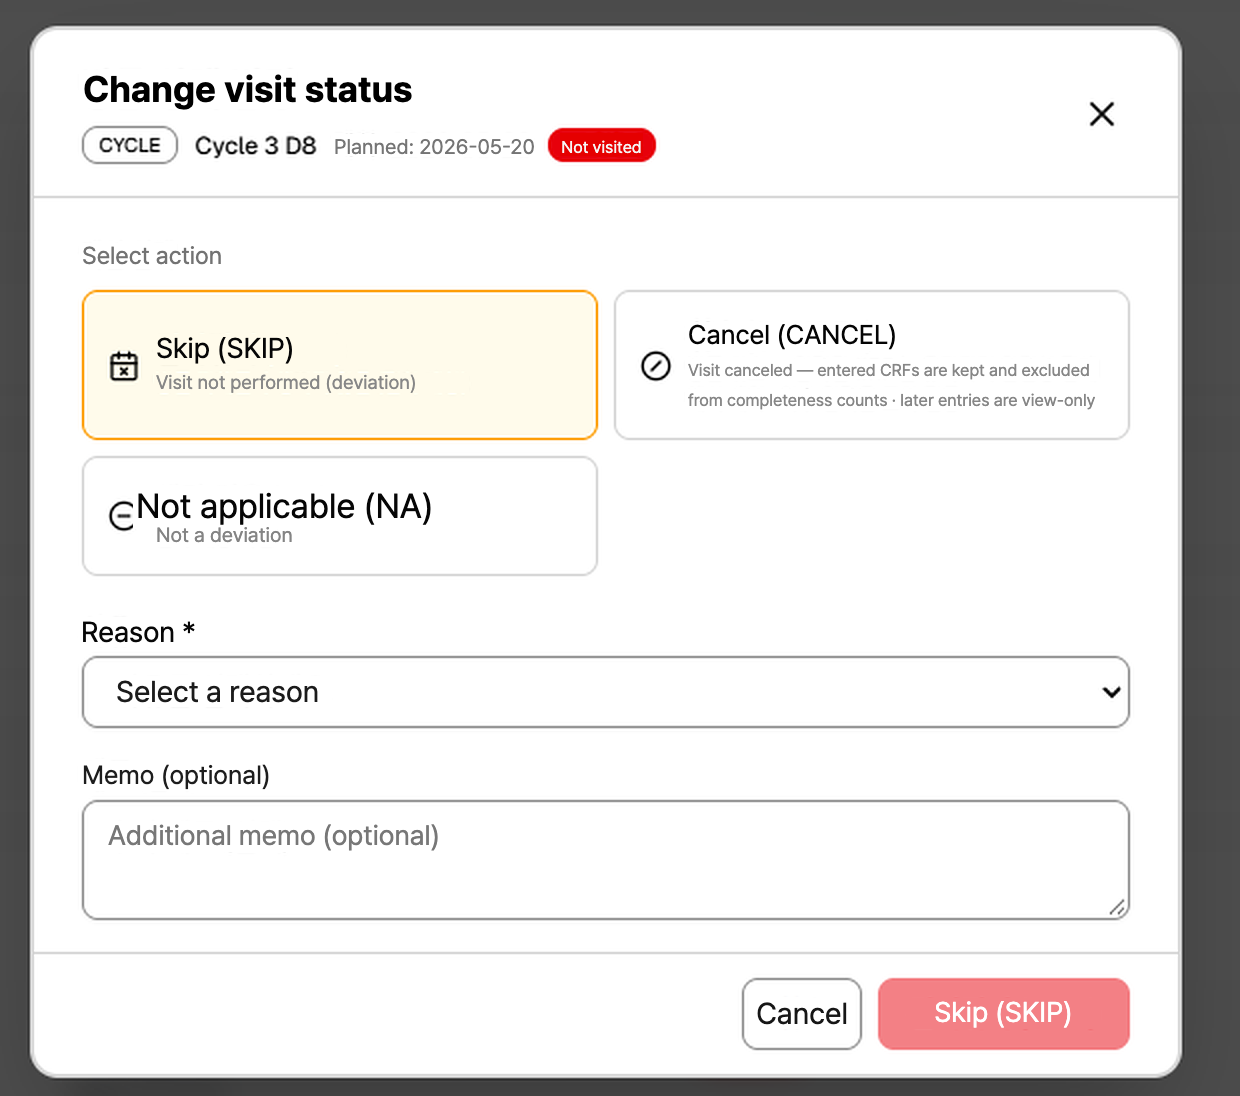 Change visit status
CYCLE Cycle 3 D8 Planned: 2026-05-20 Not visited
Select action
Skip (SKIP)
Visit not performed (deviation)
Cancel (CANCEL)
Visit canceled — entered CRFs are kept and excluded
from completeness counts · later entries are view-only
Not applicable (NA)
Not a deviation
Reason *
Select a reason
Memo (optional)
Additional memo (optional)
Cancel
Skip (SKIP)